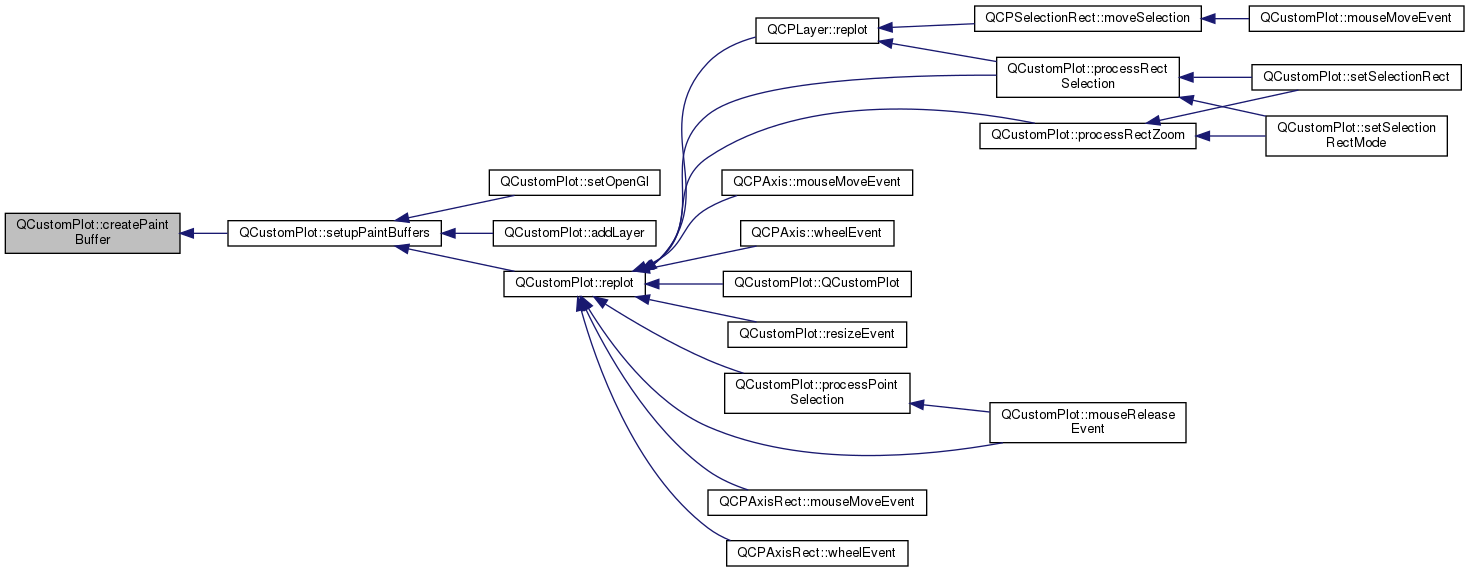 QCustomPlot::createPaint
Buffer
QCustomPlot::setupPaintBuffers
QCustomPlot::setOpenGl
QCustomPlot::addLayer
QCustomPlot::replot
QCPLayer::replot
QCPSelectionRect::moveSelection
QCustomPlot::mouseMoveEvent
QCustomPlot::processRect
Selection
QCustomPlot::setSelectionRect
QCustomPlot::setSelection
RectMode
QCustomPlot::processRectZoom
QCPAxis::mouseMoveEvent
QCPAxis::wheelEvent
QCustomPlot::QCustomPlot
QCustomPlot::resizeEvent
QCustomPlot::processPoint
Selection
QCustomPlot::mouseRelease
Event
QCPAxisRect::mouseMoveEvent
QCPAxisRect::wheelEvent